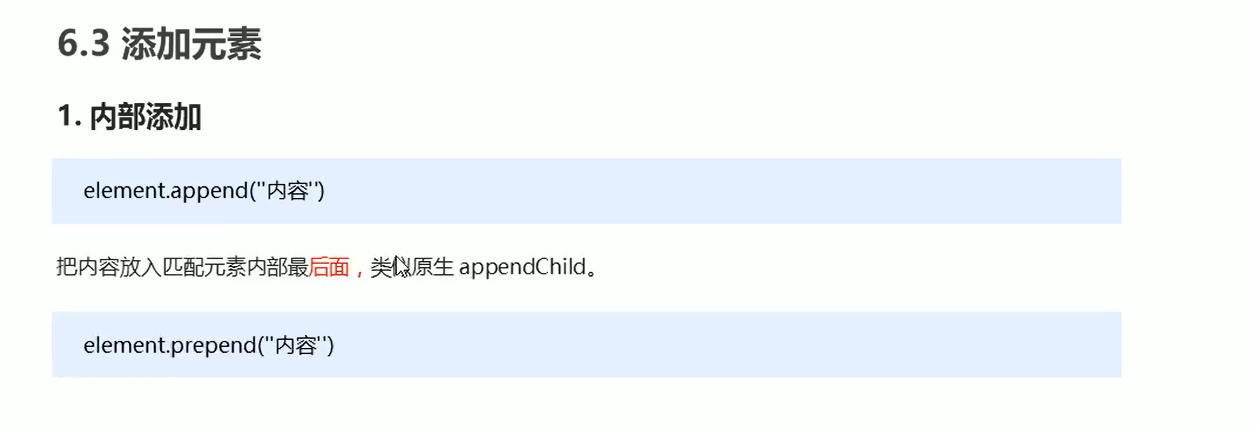 6.3 添加元素
1. 内部添加
element.append(''内容'')
把内容放入匹配元素内部最后面，类似原生 appendChild。
element.prepend(''内容'')